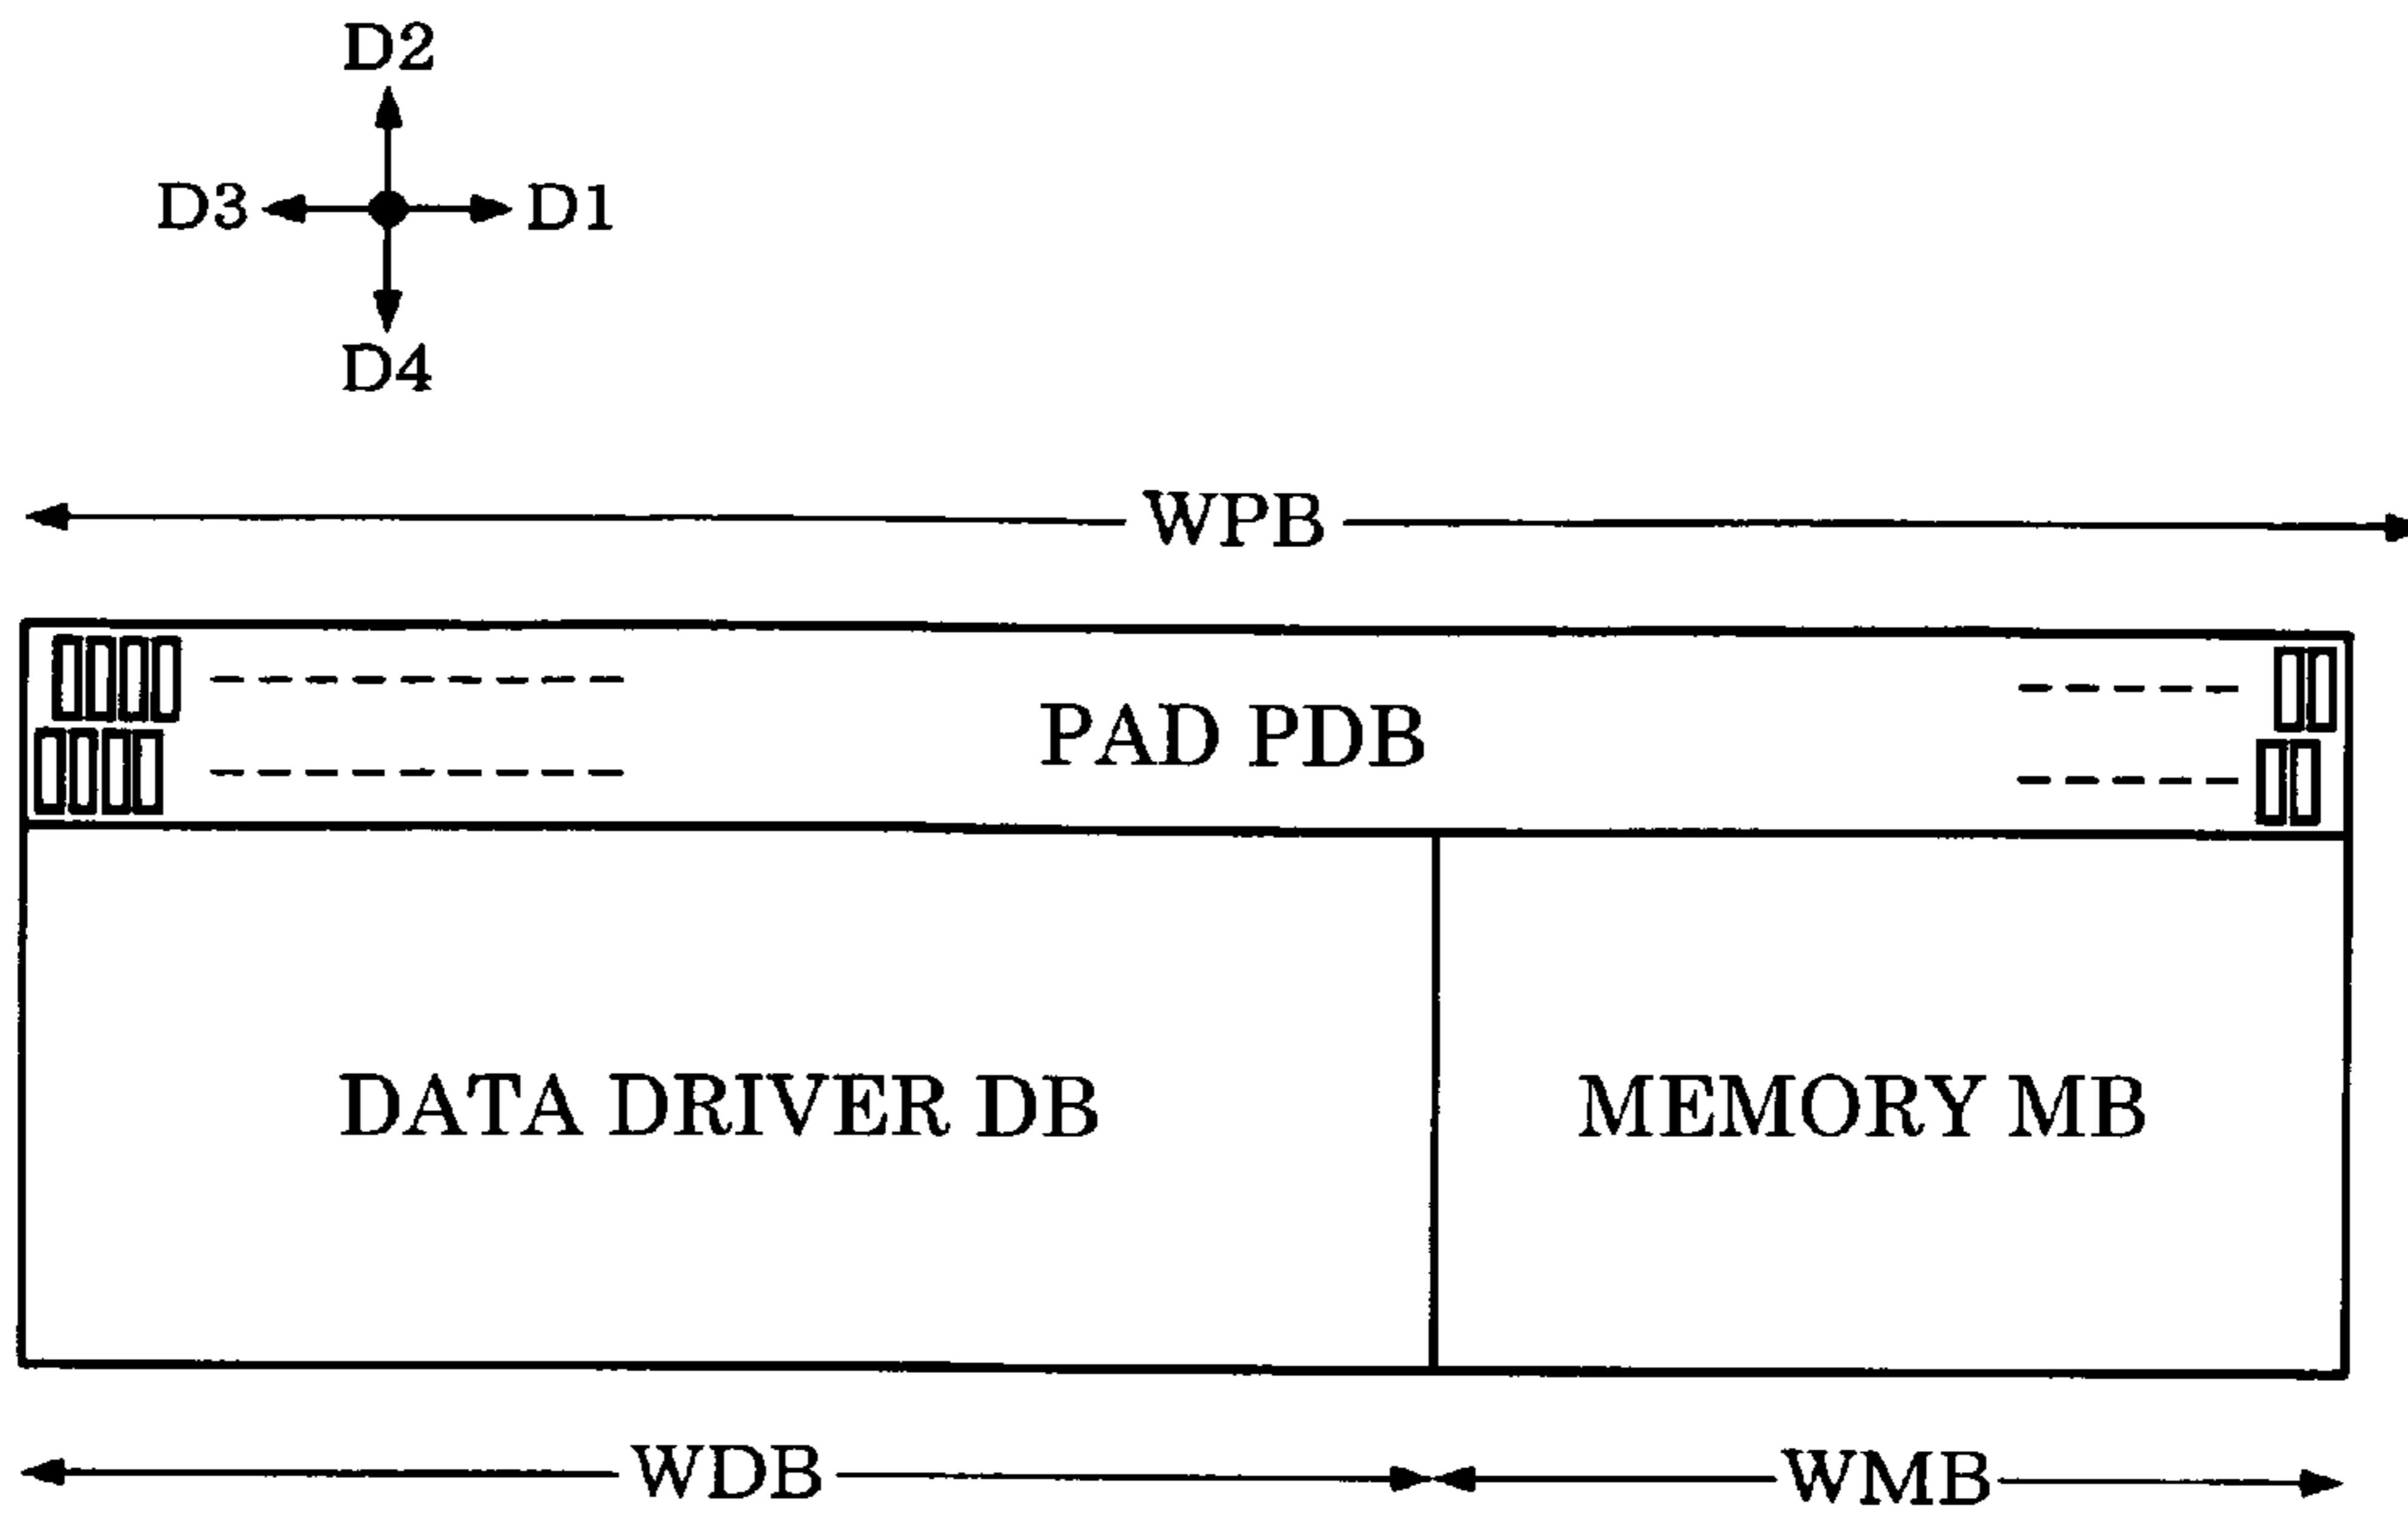 D2
D3 D1
D4
WPB
PAD PDB
DATA DRIVER DB MEMORY MB
WDB WMB